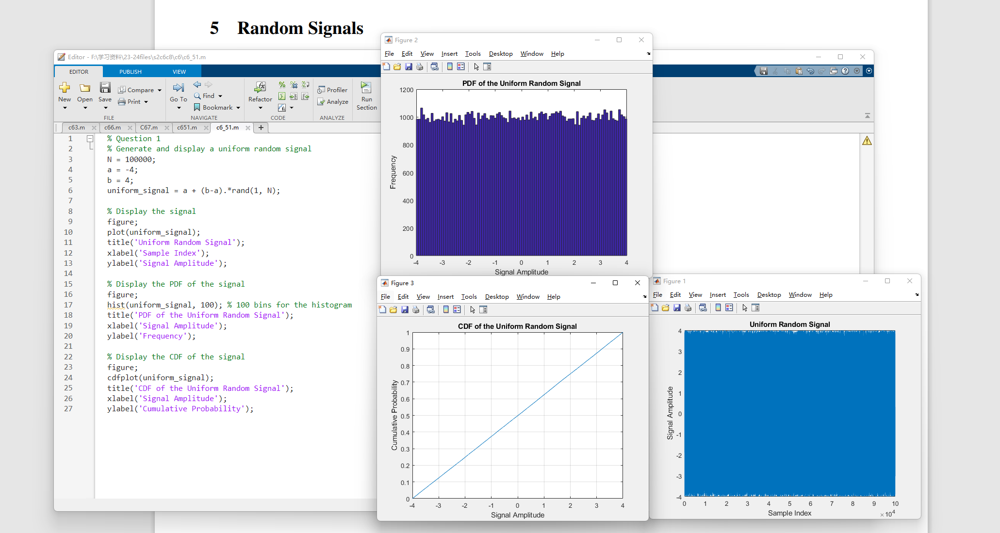 5 Random Signals
Editor - F:\学习资料\23-24files\s2c6c8\c6\c6_51.m
EDITOR PUBLISH VIEW
New Open Save Compare Print
FILE
Go To Find Bookmark
NAVIGATE
Refactor
CODE
Profiler
Analyze
ANALYZE
Run
Section
c63.m c66.m C67.m c651.m c6_51.m
1 % Question 1
2 % Generate and display a uniform random signal
3 N = 100000;
4 a = -4;
5 b = 4;
6 uniform_signal = a + (b-a).*rand(1, N);
7
8 % Display the signal
9 figure;
10 plot(uniform_signal);
11 title('Uniform Random Signal');
12 xlabel('Sample Index');
13 ylabel('Signal Amplitude');
14
15 % Display the PDF of the signal
16 figure;
17 hist(uniform_signal, 100); % 100 bins for the histogram
18 title('PDF of the Uniform Random Signal');
19 xlabel('Signal Amplitude');
20 ylabel('Frequency');
21
22 % Display the CDF of the signal
23 figure;
24 cdfplot(uniform_signal);
25 title('CDF of the Uniform Random Signal');
26 xlabel('Signal Amplitude');
27 ylabel('Cumulative Probability');
Figure 2
File Edit View Insert Tools Desktop Window Help
PDF of the Uniform Random Signal
1200
1000
800
600
400
200
0
Frequency
-4 -3 -2 -1 0 1 2 3 4
Signal Amplitude
Figure 3
File Edit View Insert Tools Desktop Window Help
CDF of the Uniform Random Signal
1
0.9
0.8
0.7
0.6
0.5
0.4
0.3
0.2
0.1
0
Cumulative Probability
-4 -3 -2 -1 0 1 2 3 4
Signal Amplitude
Figure 1
File Edit View Insert Tools Desktop Window Help
Uniform Random Signal
4
3
2
1
0
-1
-2
-3
-4
Signal Amplitude
0 1 2 3 4 5 6 7 8 9 10
Sample Index
×10⁴